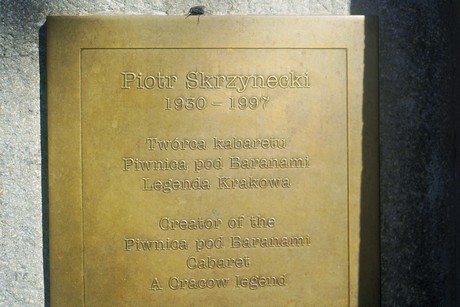 Piotr Skrzynecki
1930 – 1997
Twórca kabaretu
Piwnica pod Baranami
Legenda Krakowa
Creator of the
Piwnica pod Baranami
Cabaret
A Cracow legend